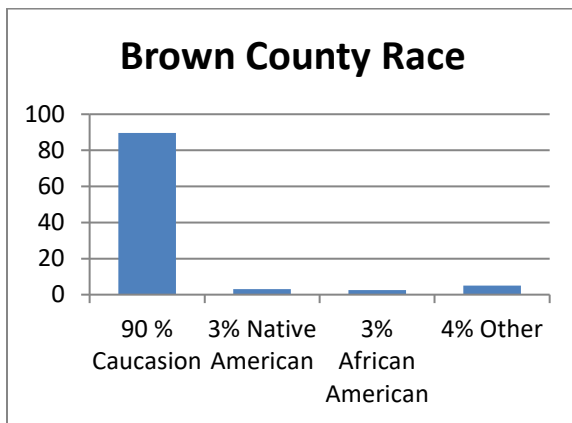 Brown County Race
100
80
60
40
20
0
90 % Caucasion
3% Native American
3% African American
4% Other